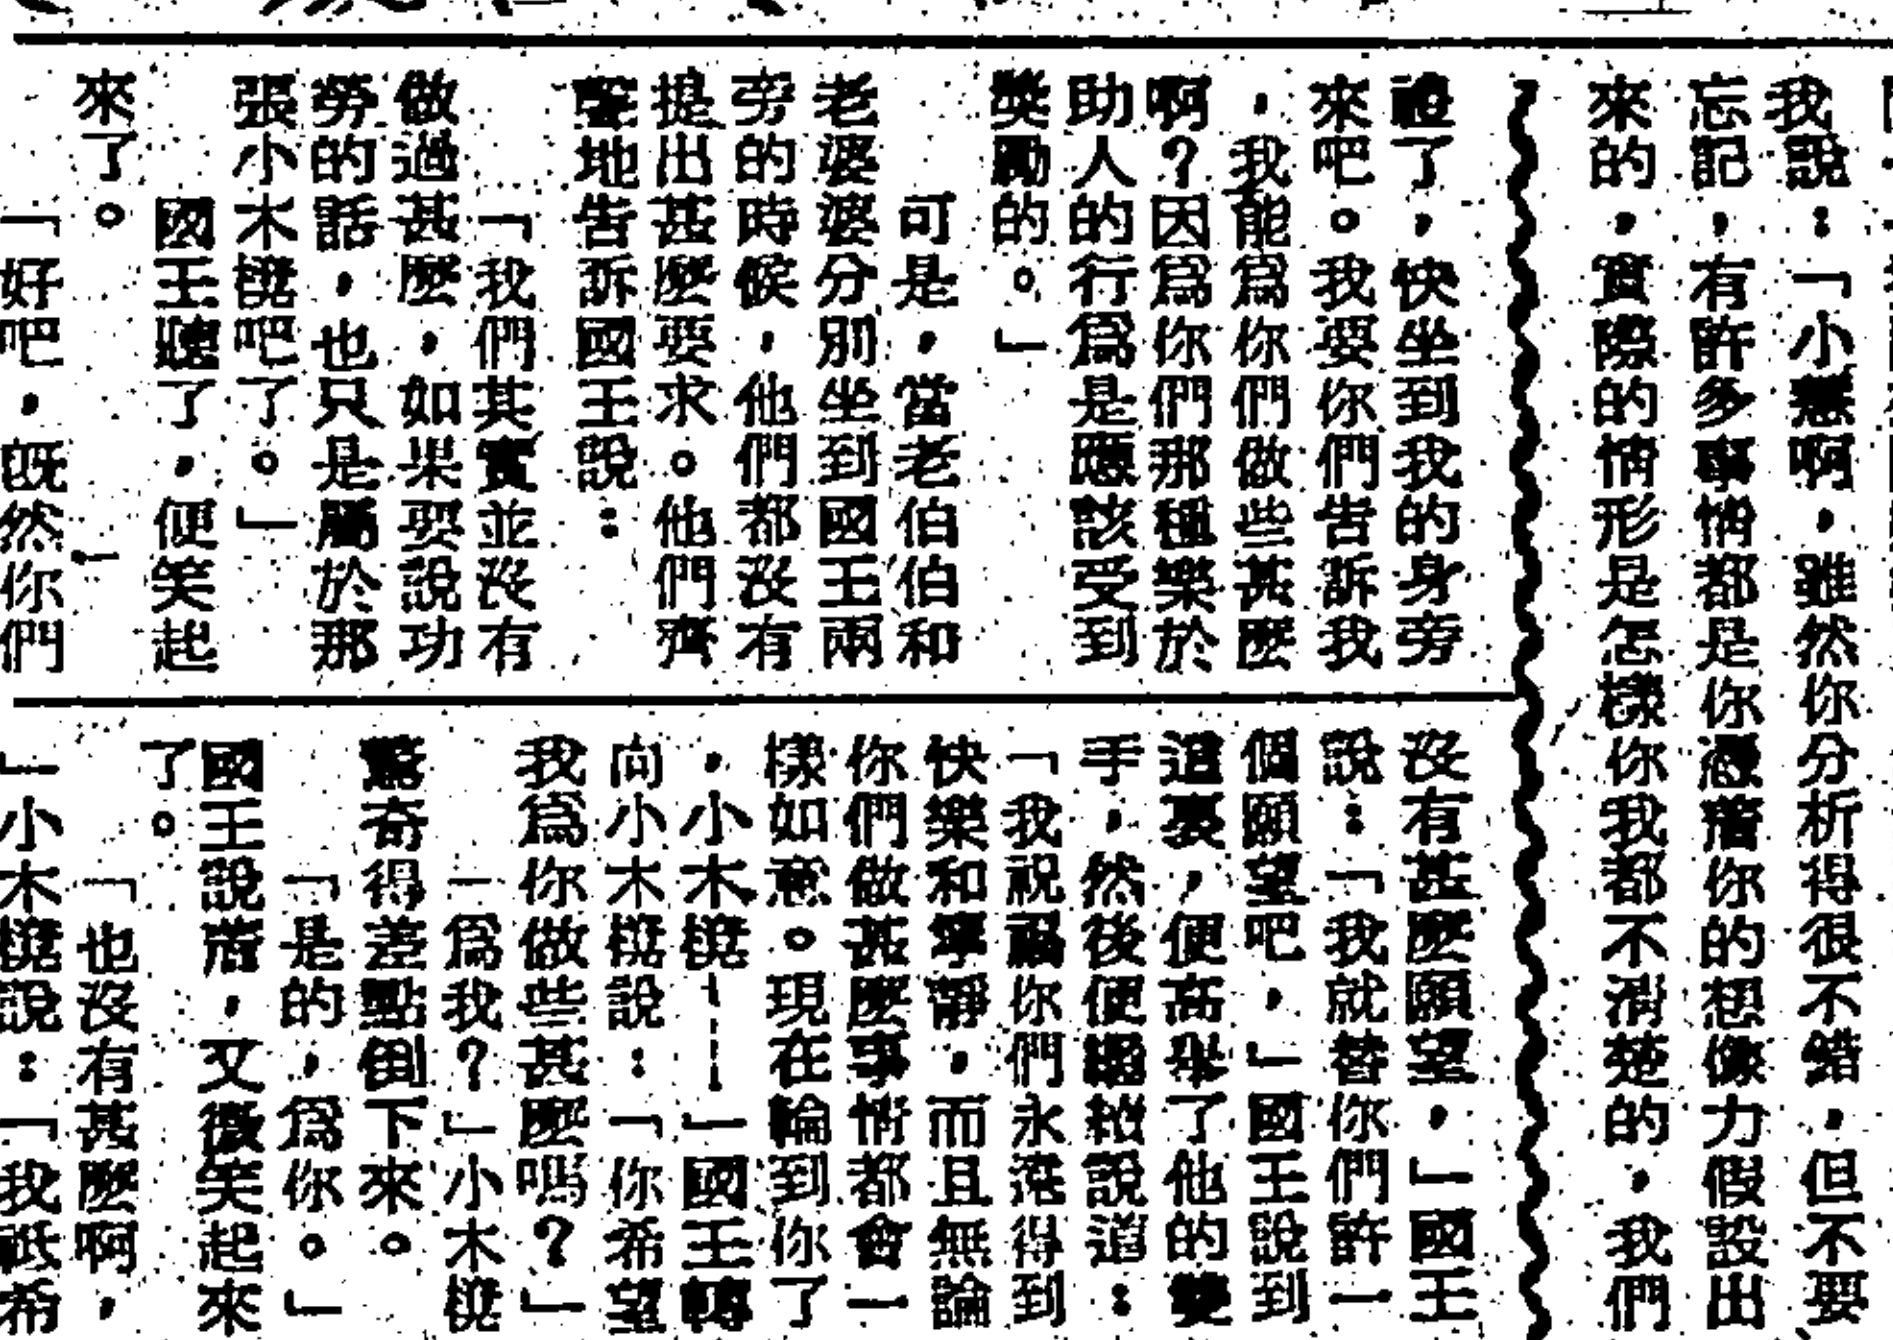 我說：「小慧啊，雖然你分析得很不錯，但不要
忘記，有許多事情都是你憑着你的想像力假設出
來的，實際的情形是怎樣你我都不清楚的，我們
禮了，快坐到我的身旁
來吧。我要你們告訴我
，我能為你們做些甚麼
啊？因為你們那種樂於
助人的行為是應該受到
獎勵的。」
可是，當老伯伯和
老婆婆分別坐到國王兩
旁的時候，他們都沒有
提出甚麼要求。他們齊
聲地告訴國王說：
「我們其實並沒有
做過甚麼，如果要說功
勞的話，也只是屬於那
張小木櫈吧了。」
國王聽了，便笑起
來了。
「好吧，既然你們
沒有甚麼願望，」國王
說：「我就替你們許一
個願望吧，」國王說到
這裏，便高舉了他的雙
手，然後便說道：
「我祝福你們永遠得到
快樂和寧靜，而且無論
你們做甚麼事情都會一
樣如意。現在輪到你了
，小木櫈——」國王轉
向小木櫈說：「你希望
我為你做些甚麼嗎？」
「為我？」小木櫈
驚奇得差點倒下來。
「是的，為你。」
國王說着，又微笑起來
了。
「也沒有甚麼啊，
」小木櫈說：「我祇希